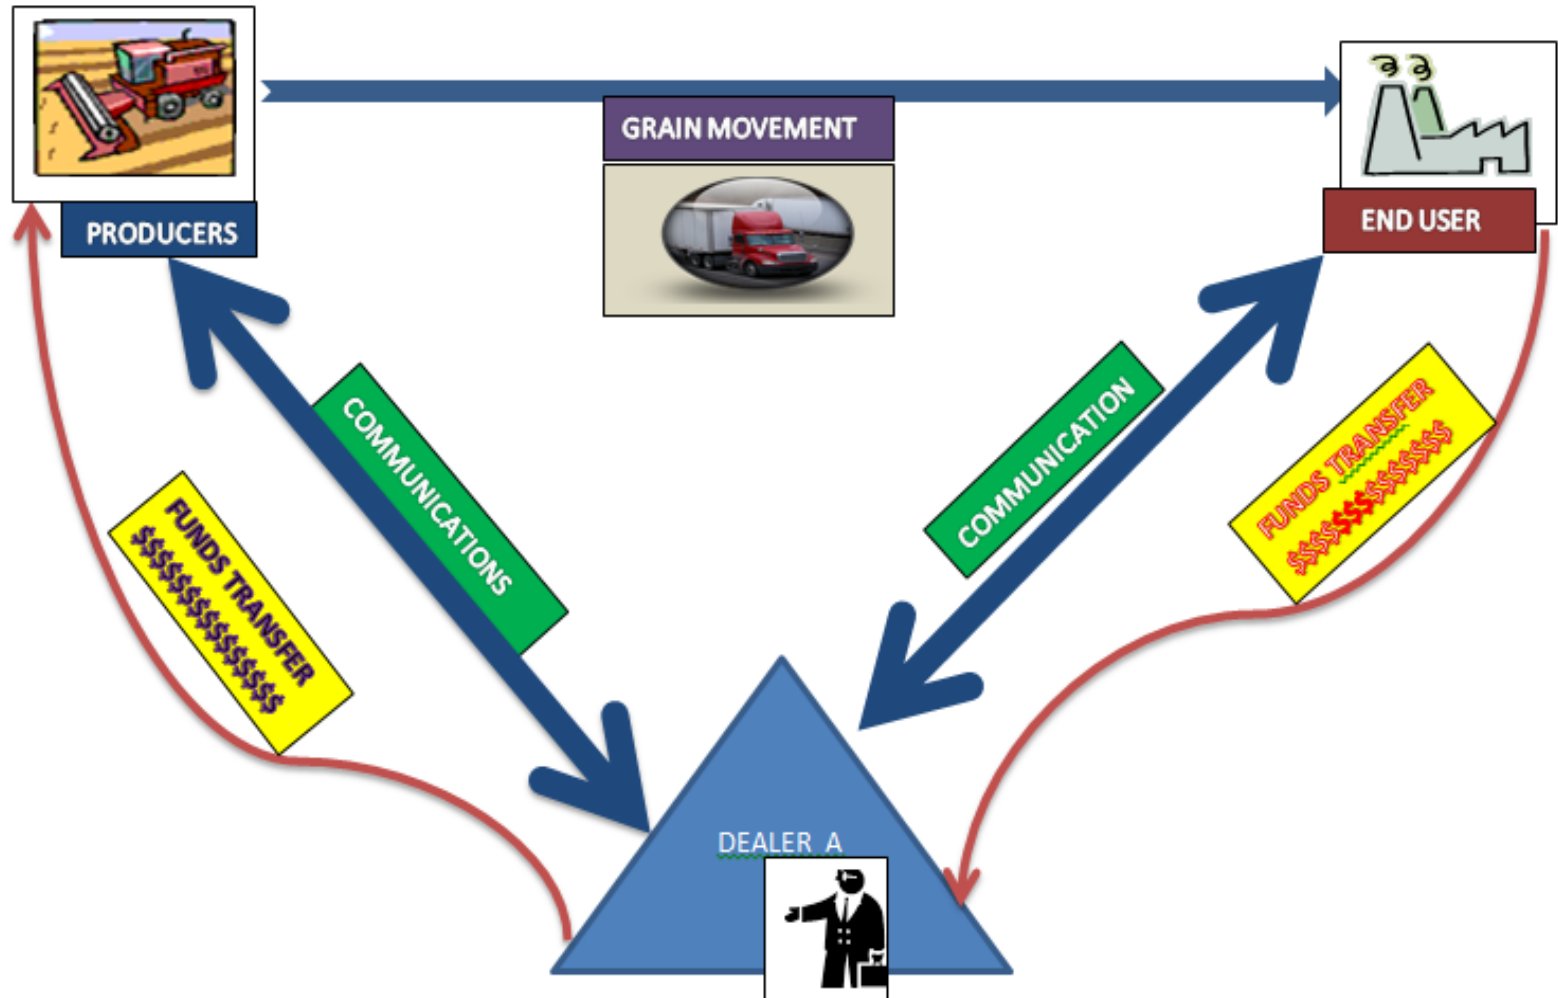 GRAIN MOVEMENT
PRODUCERS
END USER
COMMUNICATIONS
COMMUNICATION
FUNDS TRANSFER
$$$$$$$$$$$$$$
FUNDS TRANSFER
$$$$$$$$$$$$$
DEALER A